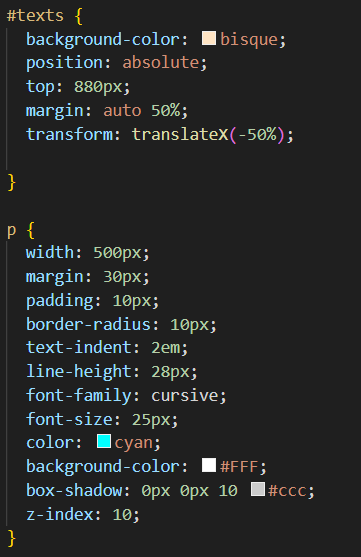 #texts {
background-color: bisque;
position: absolute;
top: 880px;
margin: auto 50%;
transform: translateX(-50%);
}
p {
width: 500px;
margin: 30px;
padding: 10px;
border-radius: 10px;
text-indent: 2em;
line-height: 28px;
font-family: cursive;
font-size: 25px;
color: cyan;
background-color: #FFF;
box-shadow: 0px 0px 10 #ccc;
z-index: 10;
}